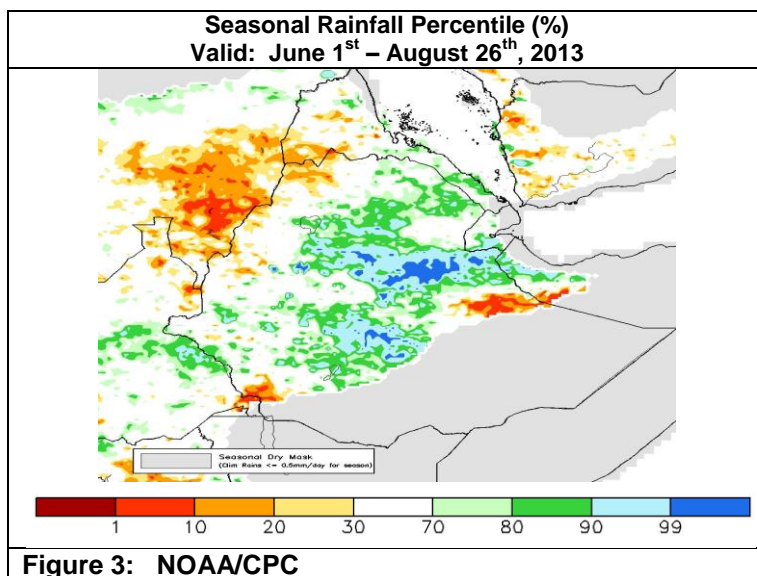 Seasonal Rainfall Percentile (%)
Valid: June 1st – August 26th, 2013
Seasonal Dry Mask
(Clim Rains <= 0.5mm/day for season)
1 10 20 30 70 80 90 99
Figure 3: NOAA/CPC